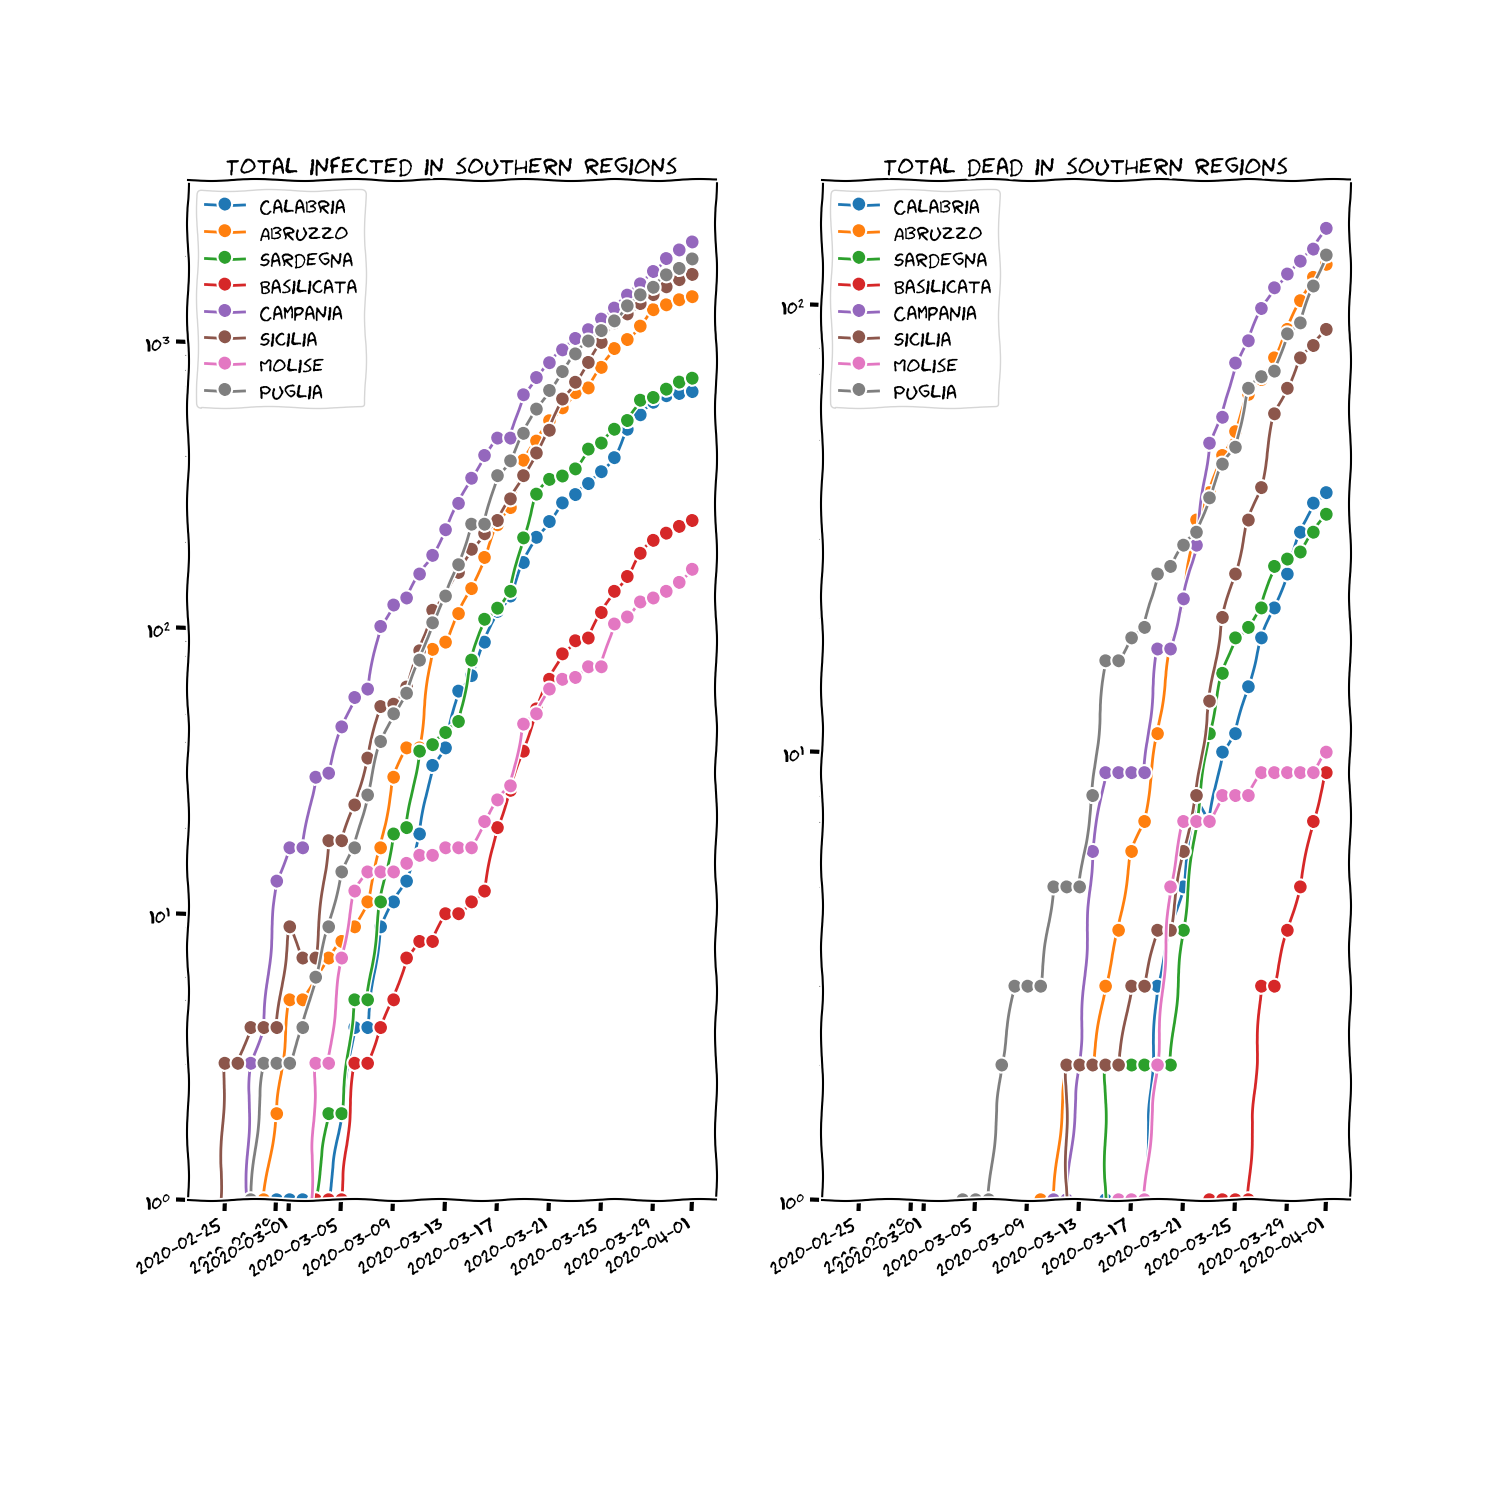 TOTAL INFECTED IN SOUTHERN REGIONS
CALABRIA
ABRUZZO
SARDEGNA
BASILICATA
CAMPANIA
SICILIA
MOLISE
PUGLIA
10³
10²
10¹
10⁰
2020-02-25
2020-03-01
2020-03-05
2020-03-09
2020-03-13
2020-03-17
2020-03-21
2020-03-25
2020-03-29
2020-04-01
TOTAL DEAD IN SOUTHERN REGIONS
CALABRIA
ABRUZZO
SARDEGNA
BASILICATA
CAMPANIA
SICILIA
MOLISE
PUGLIA
10²
10¹
10⁰
2020-02-25
2020-03-01
2020-03-05
2020-03-09
2020-03-13
2020-03-17
2020-03-21
2020-03-25
2020-03-29
2020-04-01